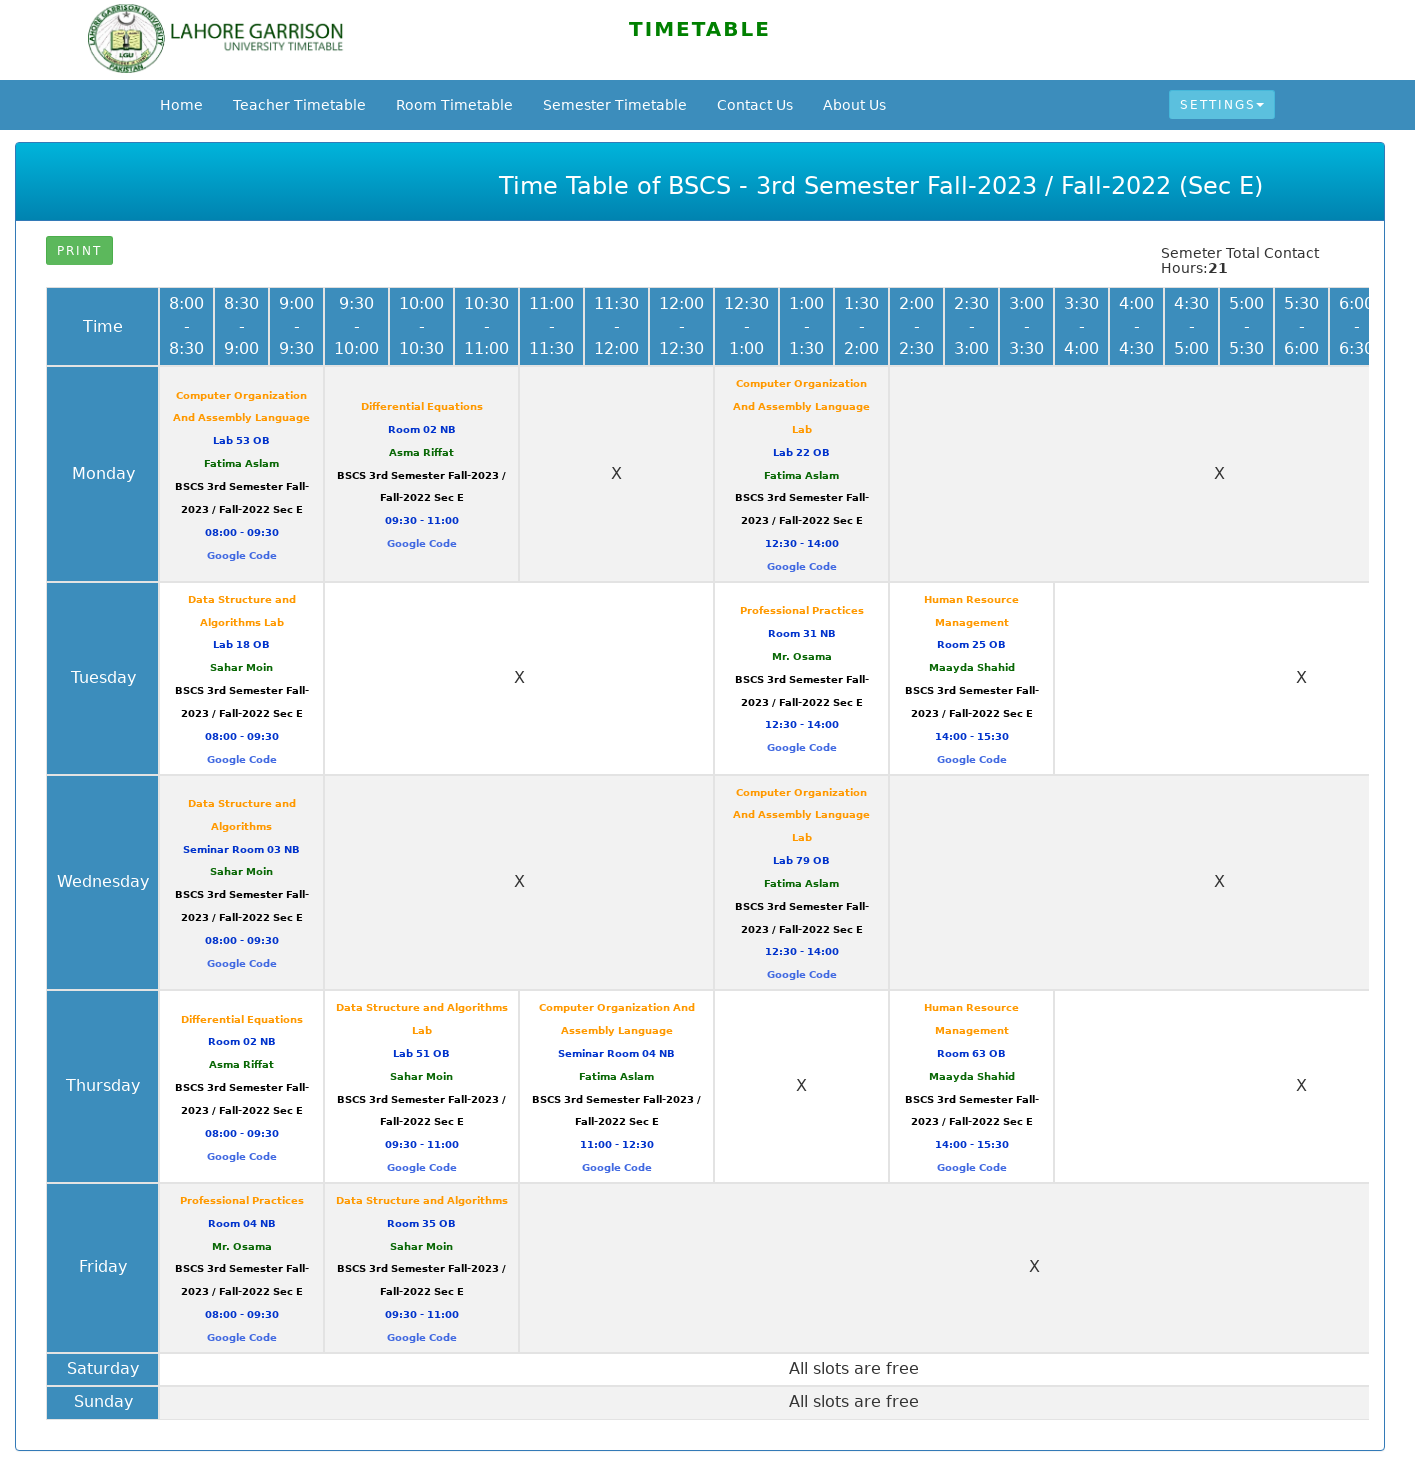 LAHORE GARRISON
UNIVERSITY TIMETABLE
TIMETABLE
Home Teacher Timetable Room Timetable Semester Timetable Contact Us About Us SETTINGS
Time Table of BSCS - 3rd Semester Fall-2023 / Fall-2022 (Sec E)
PRINT
Semeter Total Contact
Hours:21
Time
8:00
-
8:30
8:30
-
9:00
9:00
-
9:30
9:30
-
10:00
10:00
-
10:30
10:30
-
11:00
11:00
-
11:30
11:30
-
12:00
12:00
-
12:30
12:30
-
1:00
1:00
-
1:30
1:30
-
2:00
2:00
-
2:30
2:30
-
3:00
3:00
-
3:30
3:30
-
4:00
4:00
-
4:30
4:30
-
5:00
5:00
-
5:30
5:30
-
6:00
6:00
-
6:30
Monday
Computer Organization
And Assembly Language
Lab 53 OB
Fatima Aslam
BSCS 3rd Semester Fall-
2023 / Fall-2022 Sec E
08:00 - 09:30
Google Code
Differential Equations
Room 02 NB
Asma Riffat
BSCS 3rd Semester Fall-2023 /
Fall-2022 Sec E
09:30 - 11:00
Google Code
X
Computer Organization
And Assembly Language
Lab
Lab 22 OB
Fatima Aslam
BSCS 3rd Semester Fall-
2023 / Fall-2022 Sec E
12:30 - 14:00
Google Code
X
Tuesday
Data Structure and
Algorithms Lab
Lab 18 OB
Sahar Moin
BSCS 3rd Semester Fall-
2023 / Fall-2022 Sec E
08:00 - 09:30
Google Code
X
Professional Practices
Room 31 NB
Mr. Osama
BSCS 3rd Semester Fall-
2023 / Fall-2022 Sec E
12:30 - 14:00
Google Code
Human Resource
Management
Room 25 OB
Maayda Shahid
BSCS 3rd Semester Fall-
2023 / Fall-2022 Sec E
14:00 - 15:30
Google Code
X
Wednesday
Data Structure and
Algorithms
Seminar Room 03 NB
Sahar Moin
BSCS 3rd Semester Fall-
2023 / Fall-2022 Sec E
08:00 - 09:30
Google Code
X
Computer Organization
And Assembly Language
Lab
Lab 79 OB
Fatima Aslam
BSCS 3rd Semester Fall-
2023 / Fall-2022 Sec E
12:30 - 14:00
Google Code
X
Thursday
Differential Equations
Room 02 NB
Asma Riffat
BSCS 3rd Semester Fall-
2023 / Fall-2022 Sec E
08:00 - 09:30
Google Code
Data Structure and Algorithms
Lab
Lab 51 OB
Sahar Moin
BSCS 3rd Semester Fall-2023 /
Fall-2022 Sec E
09:30 - 11:00
Google Code
Computer Organization And
Assembly Language
Seminar Room 04 NB
Fatima Aslam
BSCS 3rd Semester Fall-2023 /
Fall-2022 Sec E
11:00 - 12:30
Google Code
X
Human Resource
Management
Room 63 OB
Maayda Shahid
BSCS 3rd Semester Fall-
2023 / Fall-2022 Sec E
14:00 - 15:30
Google Code
X
Friday
Professional Practices
Room 04 NB
Mr. Osama
BSCS 3rd Semester Fall-
2023 / Fall-2022 Sec E
08:00 - 09:30
Google Code
Data Structure and Algorithms
Room 35 OB
Sahar Moin
BSCS 3rd Semester Fall-2023 /
Fall-2022 Sec E
09:30 - 11:00
Google Code
X
Saturday
All slots are free
Sunday
All slots are free